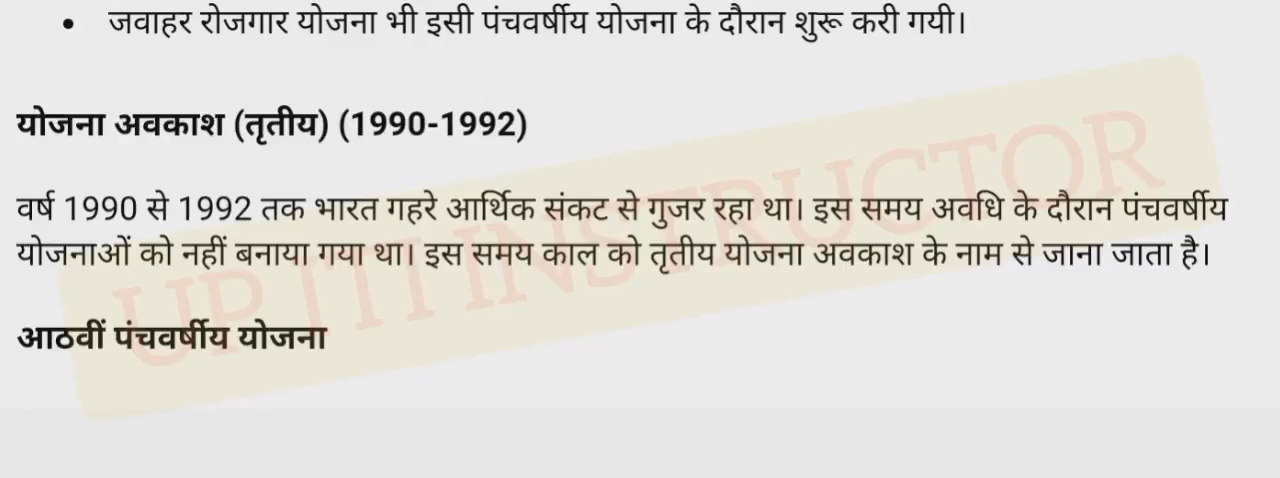 • जवाहर रोजगार योजना भी इसी पंचवर्षीय योजना के दौरान शुरू करी गयी।
योजना अवकाश (तृतीय) (1990-1992)
वर्ष 1990 से 1992 तक भारत गहरे आर्थिक संकट से गुजर रहा था। इस समय अवधि के दौरान पंचवर्षीय
योजनाओं को नहीं बनाया गया था। इस समय काल को तृतीय योजना अवकाश के नाम से जाना जाता है।
आठवीं पंचवर्षीय योजना
UP ITI INSTRUCTOR